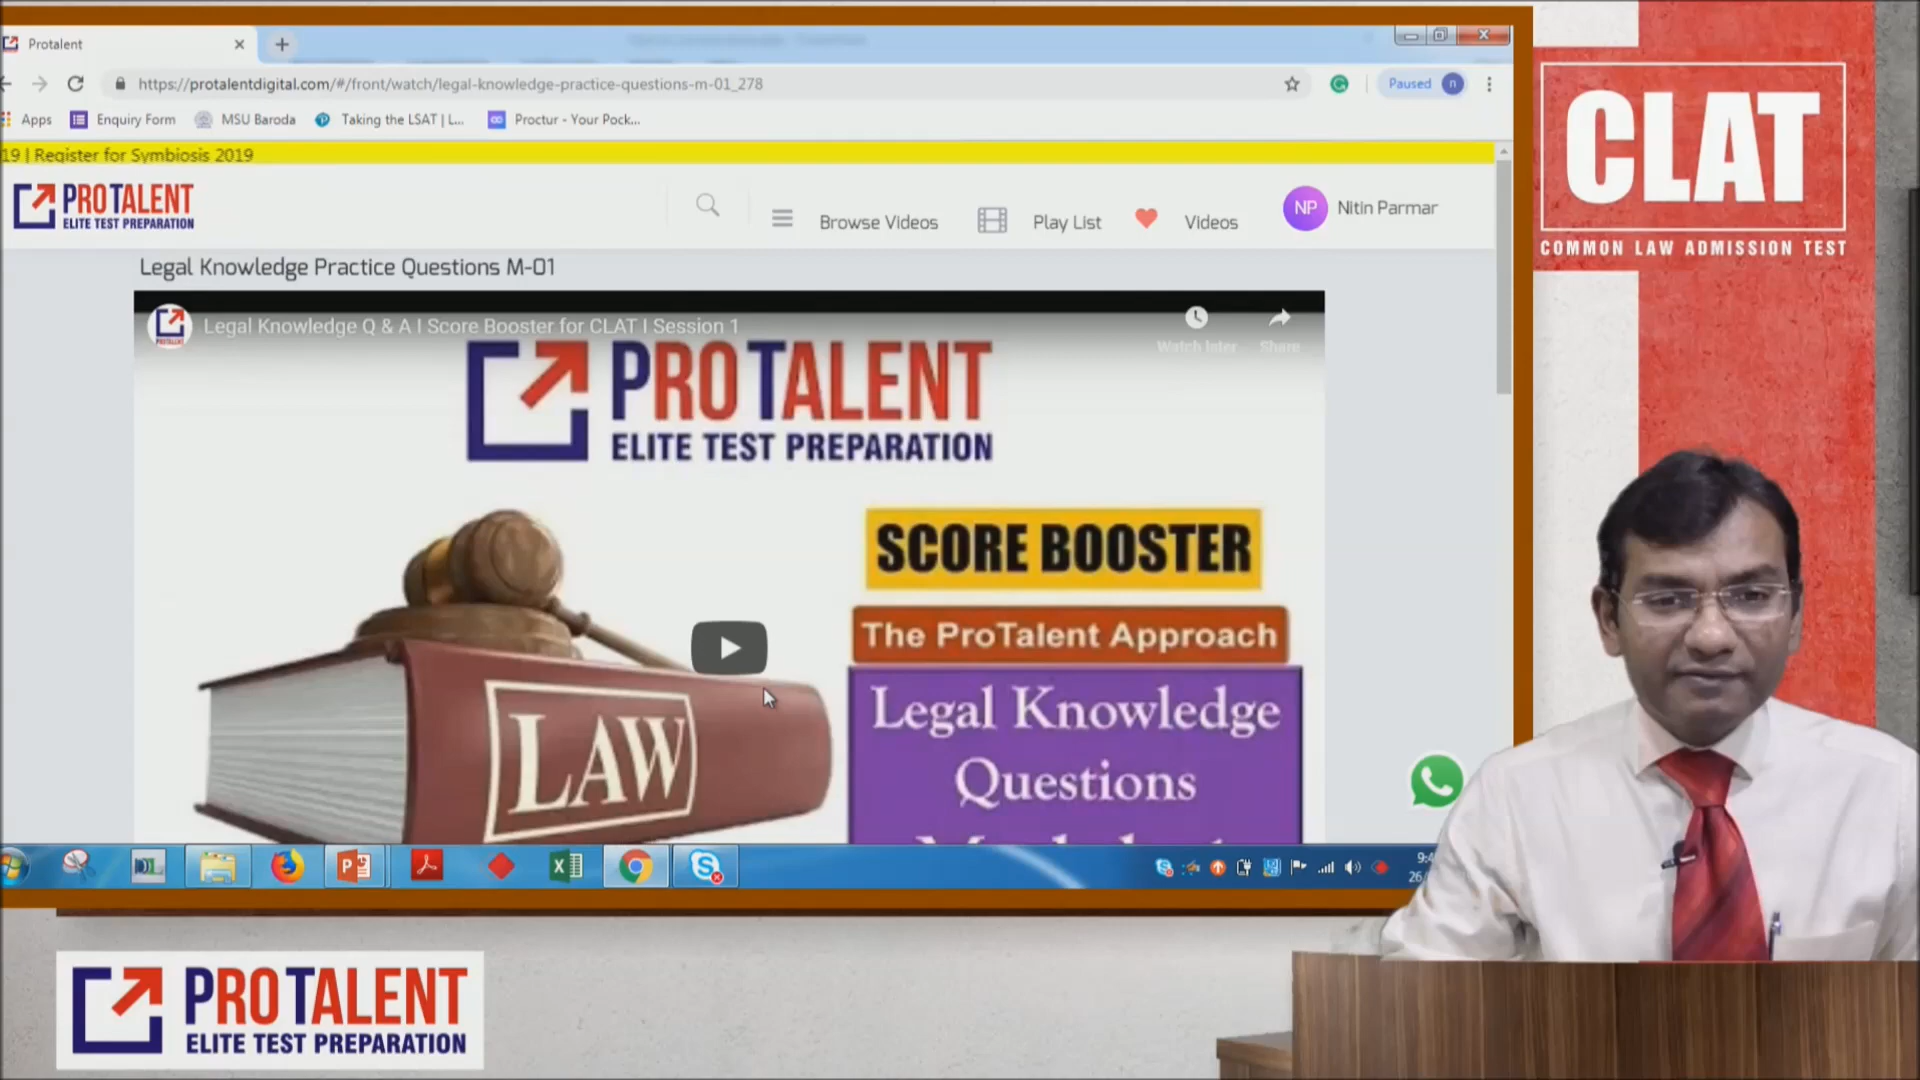 Protalent
https://protalentdigital.com/#/front/watch/legal-knowledge-practice-questions-m-01_278
Paused n
Apps Enquiry Form MSU Baroda Taking the LSAT | L... Proctur - Your Pock...
19 | Register for Symbiosis 2019
PROTALENT
ELITE TEST PREPARATION
Browse Videos Play List Videos NP Nitin Parmar
Legal Knowledge Practice Questions M-01
Legal Knowledge Q & A I Score Booster for CLAT I Session 1
Watch later Share
PROTALENT
ELITE TEST PREPARATION
SCORE BOOSTER
The ProTalent Approach
Legal Knowledge
Questions
LAW
CLAT
COMMON LAW ADMISSION TEST
PROTALENT
ELITE TEST PREPARATION